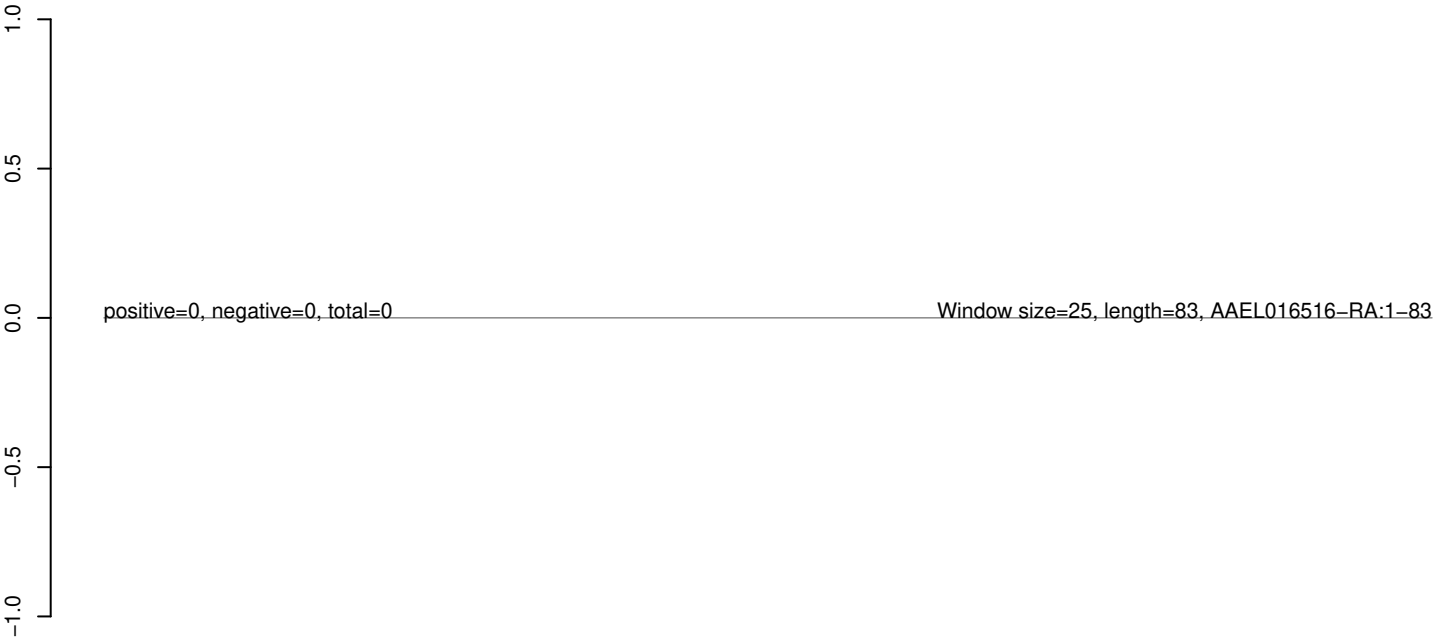 1.0
0.5
0.0
−0.5
−1.0
positive=0, negative=0, total=0
Window size=25, length=83, AAEL016516−RA:1−83